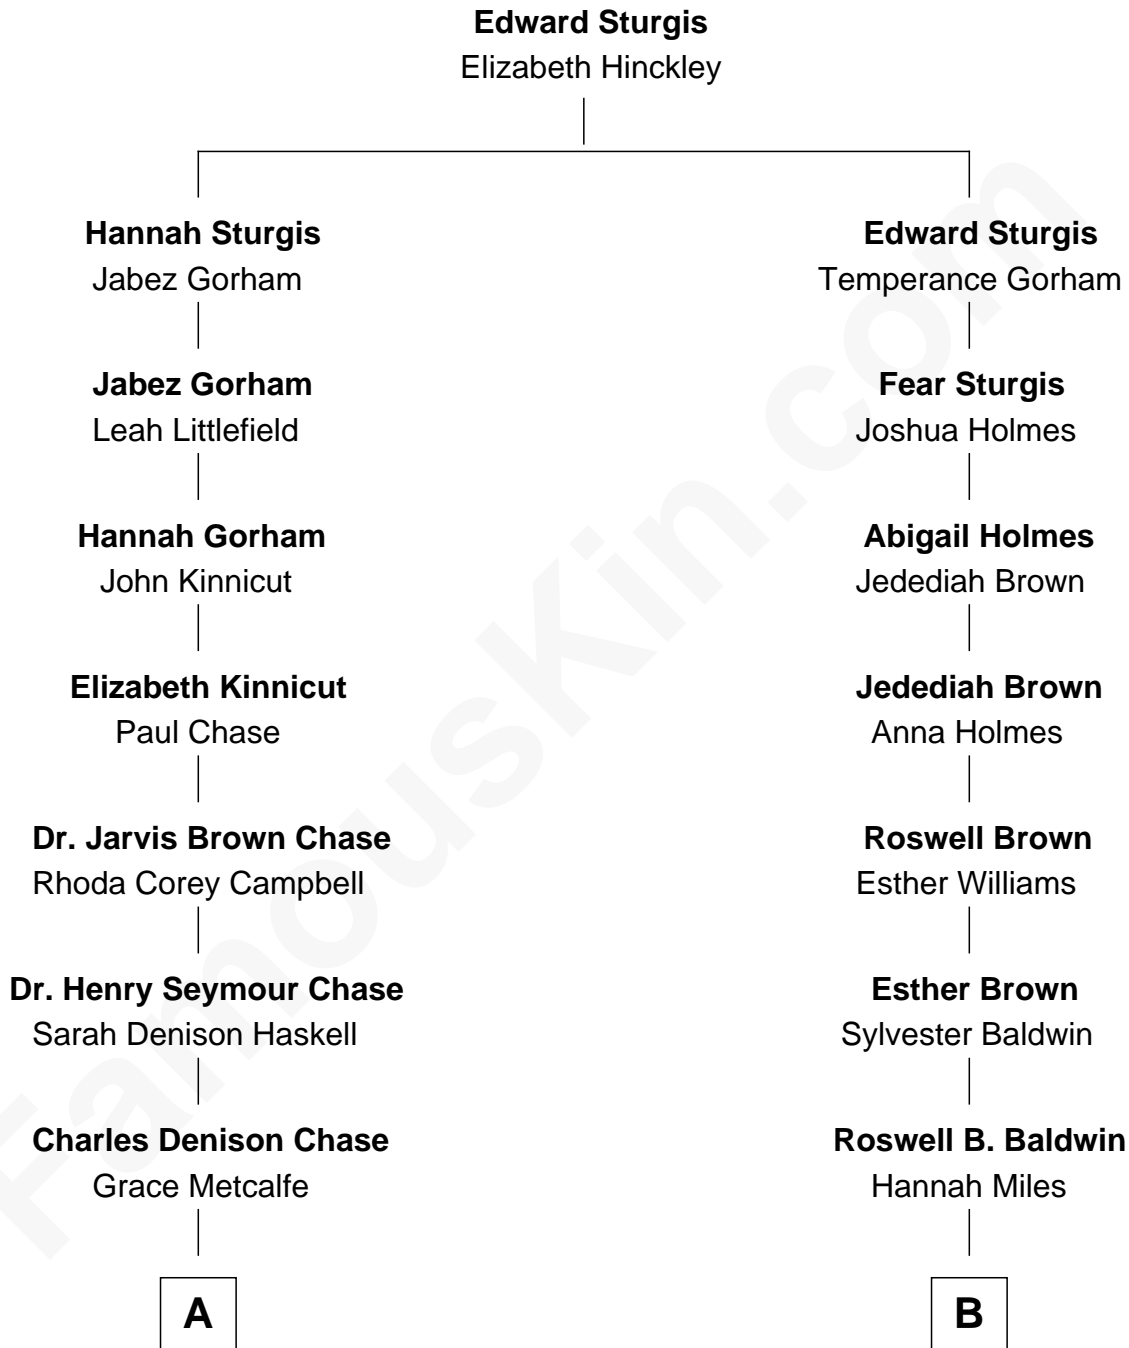 Edward Sturgis
Elizabeth Hinckley
Hannah Sturgis
Jabez Gorham
Edward Sturgis
Temperance Gorham
Jabez Gorham
Leah Littlefield
Fear Sturgis
Joshua Holmes
Hannah Gorham
John Kinnicut
Abigail Holmes
Jedediah Brown
Elizabeth Kinnicut
Paul Chase
Jedediah Brown
Anna Holmes
Dr. Jarvis Brown Chase
Rhoda Corey Campbell
Roswell Brown
Esther Williams
Dr. Henry Seymour Chase
Sarah Denison Haskell
Esther Brown
Sylvester Baldwin
Charles Denison Chase
Grace Metcalfe
Roswell B. Baldwin
Hannah Miles
A
B
FamousKin.com